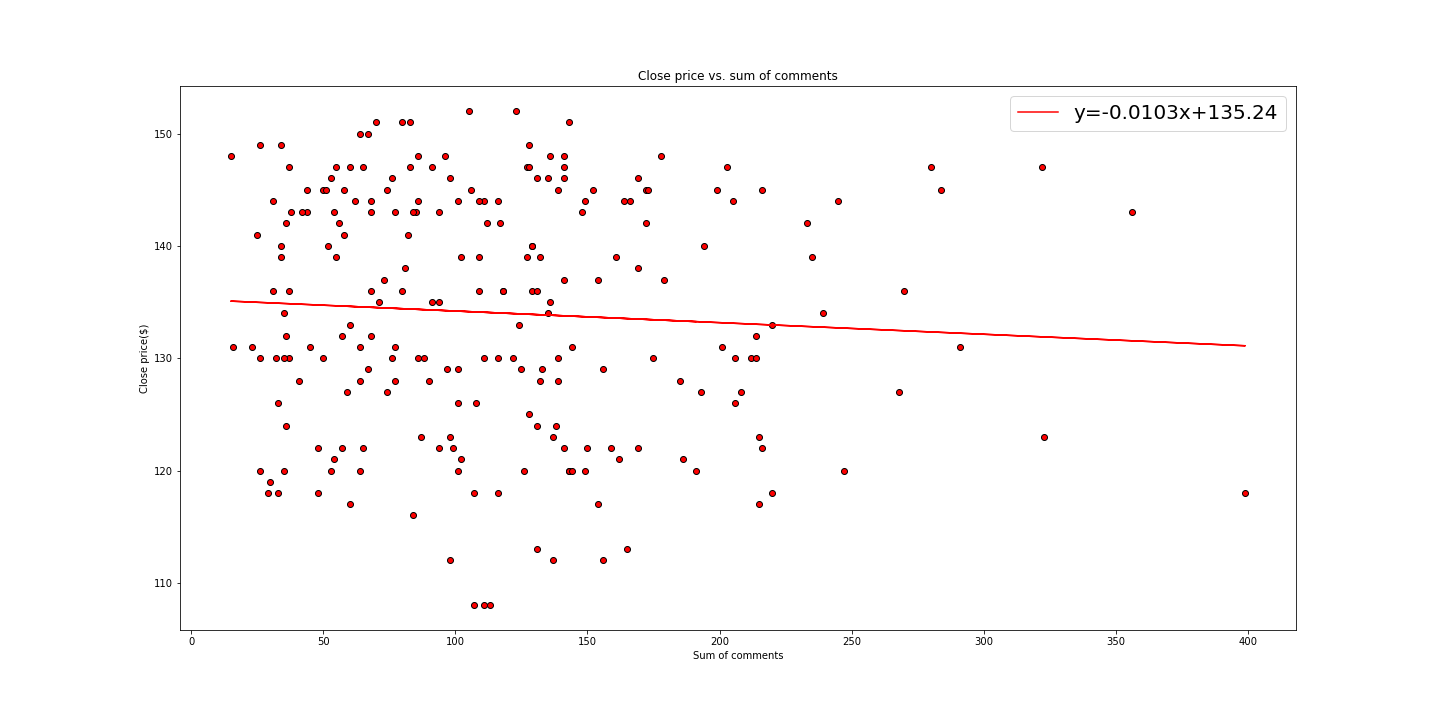 Close price vs. sum of comments
y=-0.0103x+135.24
150
140
130
120
110
Close price($)
0 50 100 150 200 250 300 350 400
Sum of comments